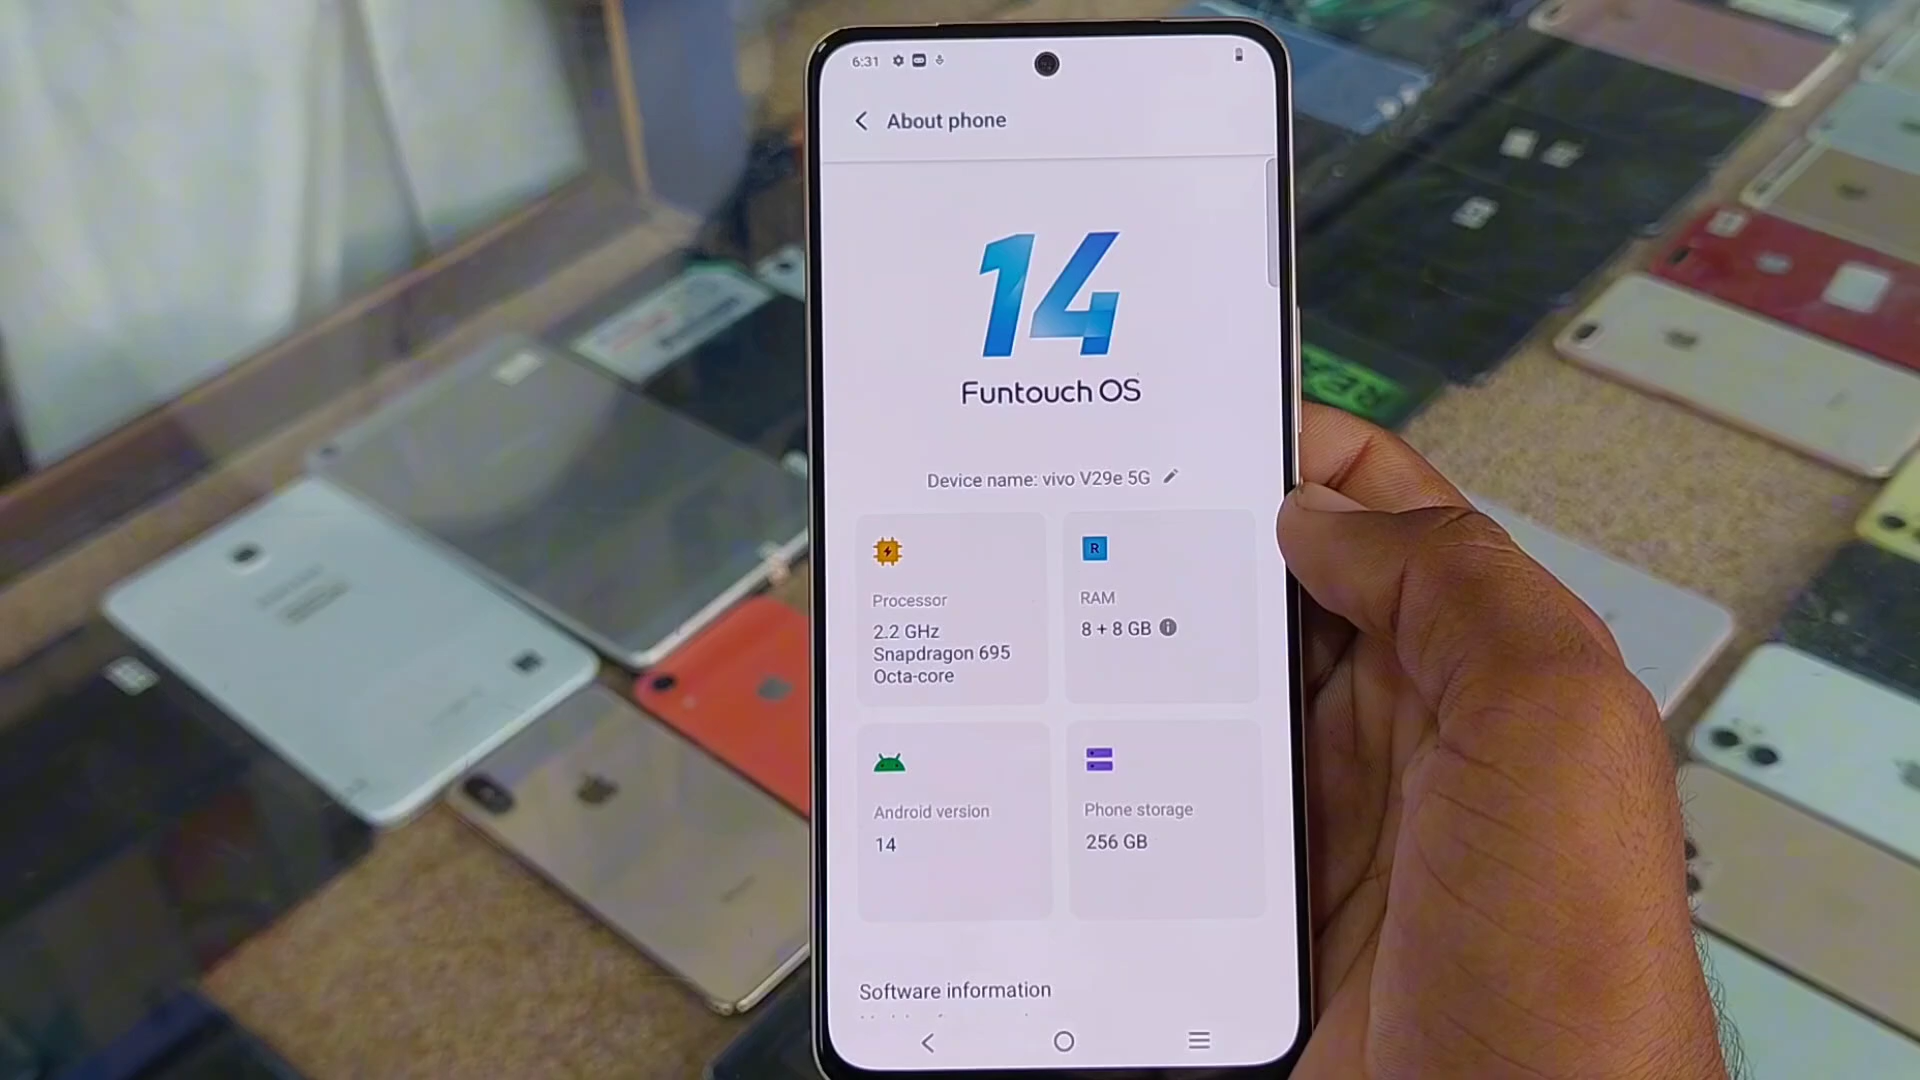 6:31
About phone
14
Funtouch OS
Device name: vivo V29e 5G
R
Processor
2.2 GHz
Snapdragon 695
Octa-core
RAM
8 + 8 GB
Android version
14
Phone storage
256 GB
Software information